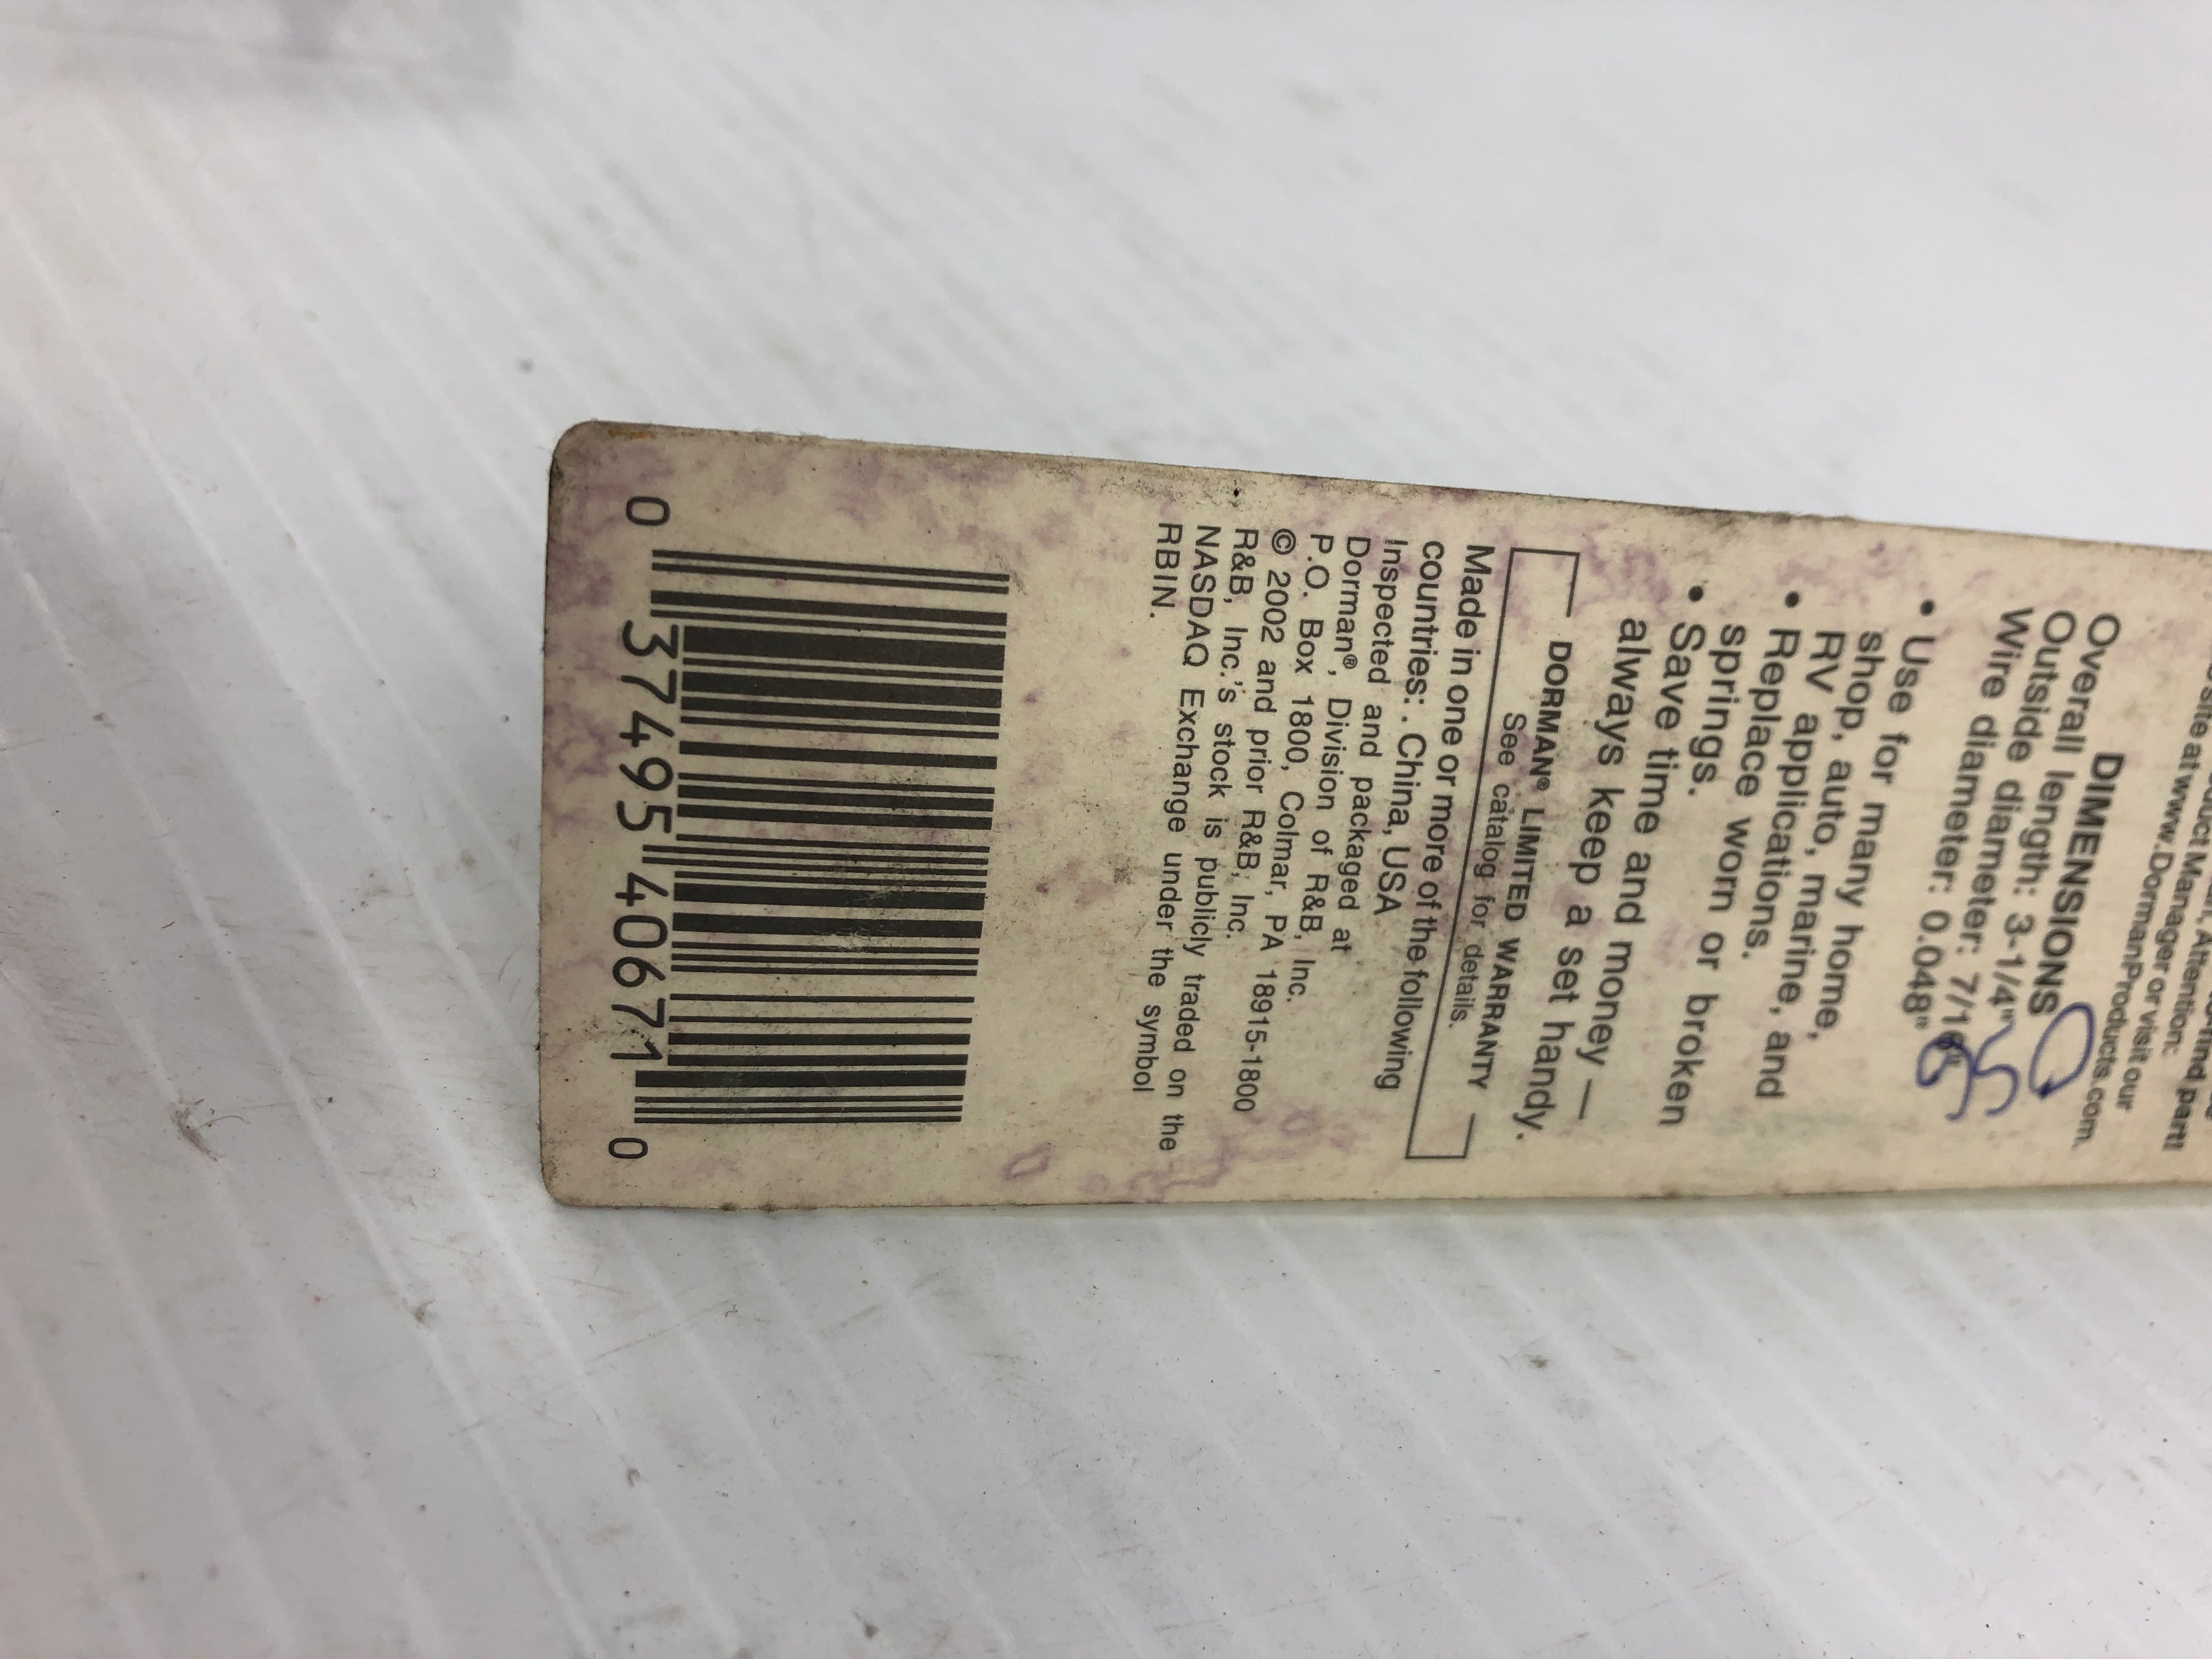 site at www.DormanProducts.com.
DIMENSIONS
Overall length: 3-1/4"
Outside diameter: 7/16"
Wire diameter: 0.048"
• Use for many home,
shop, auto, marine, and
RV applications.
• Replace worn or broken
springs.
• Save time and money —
always keep a set handy.
DORMAN® LIMITED WARRANTY
See catalog for details.
Made in one or more of the following
countries: . China, USA
Inspected and packaged at
Dorman®, Division of R&B, Inc.
P.O. Box 1800, Colmar, PA 18915-1800
© 2002 and prior R&B, Inc.
R&B, Inc.'s stock is publicly traded on the
NASDAQ Exchange under the symbol
RBIN.
0 37495 40671 0